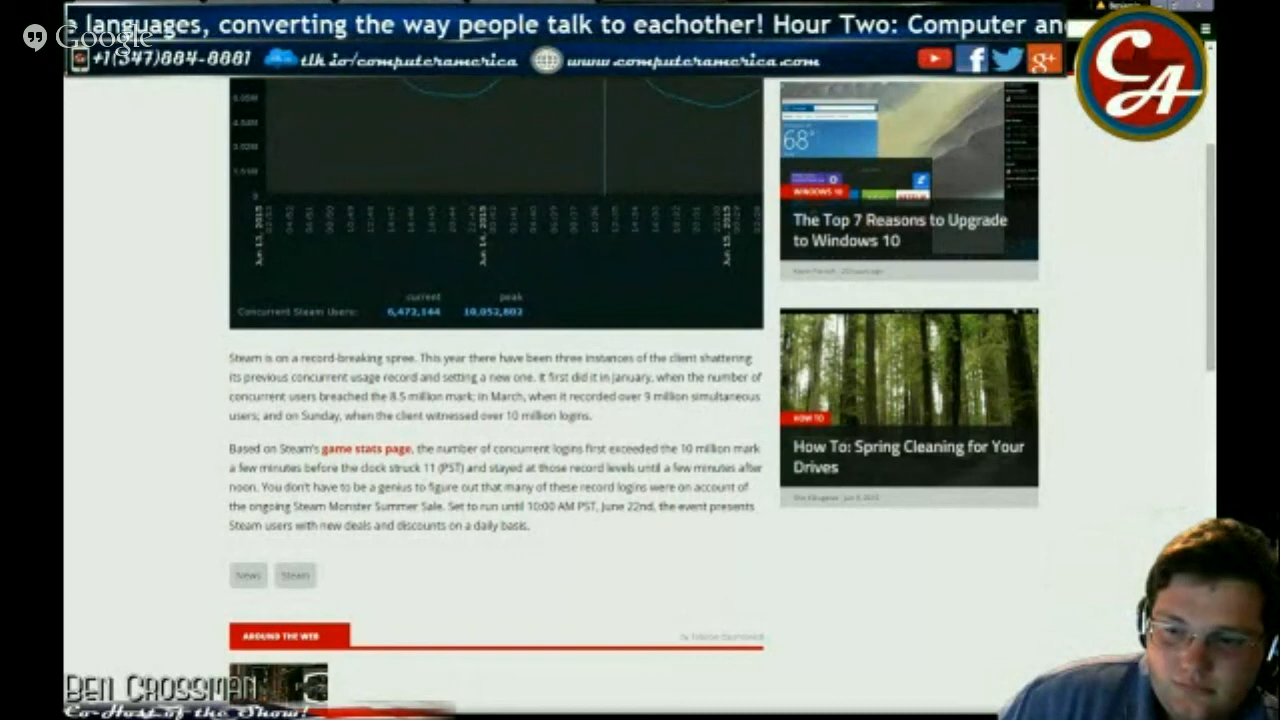 e languages, converting the way people talk to eachother! Hour Two: Computer an
Google
+1(347)884-8881 tlk.io/computeramerica www.computeramerica.com
CA
68°
WINDOWS 10
The Top 7 Reasons to Upgrade
to Windows 10
Jun 13, 2015
Jun 14, 2015
Jun 15, 2015
current peak
Concurrent Steam Users: 6,472,144 10,052,802
Steam is on a record-breaking spree. This year there have been three instances of the client shattering
its previous concurrent usage record and setting a new one. It first did it in January, when the number of
concurrent users breached the 8.5 million mark; in March, when it recorded over 9 million simultaneous
users; and on Sunday, when the client witnessed over 10 million logins.
Based on Steam's game stats page, the number of concurrent logins first exceeded the 10 million mark
a few minutes before the clock struck 11 (PST) and stayed at those record levels until a few minutes after
noon. You don't have to be a genius to figure out that many of these record logins were on account of
the ongoing Steam Monster Summer Sale. Set to run until 10:00 AM PST, June 22nd, the event presents
Steam users with new deals and discounts on a daily basis.
HOW TO
How To: Spring Cleaning for Your
Drives
News Steam
AROUND THE WEB
Ben Crossman
Co-Host of the Show!